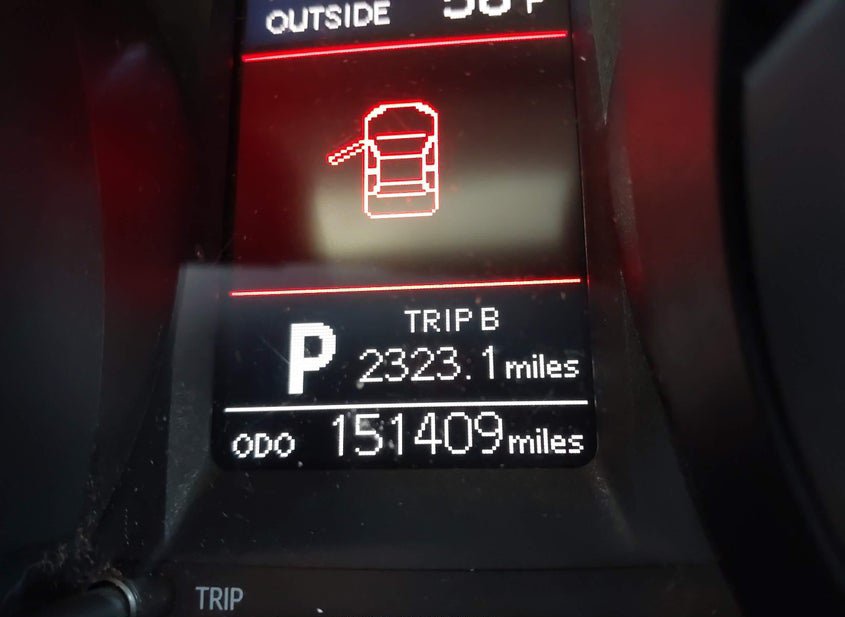 OUTSIDE °F
TRIP B
P 2323.1 miles
ODO 151409 miles
TRIP